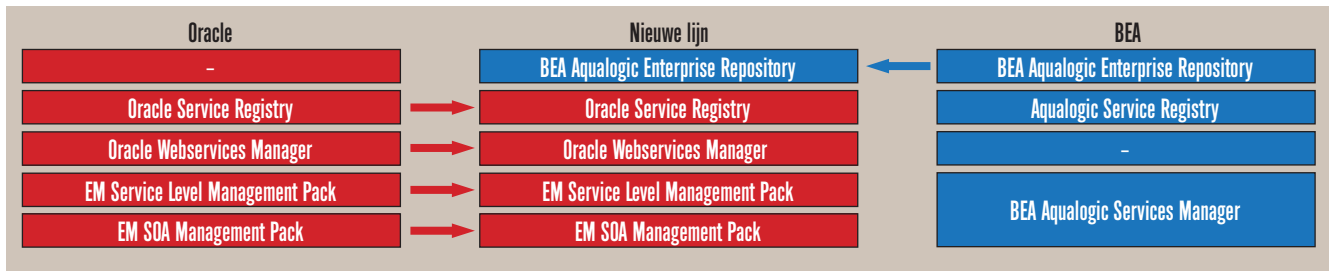 Oracle
Nieuwe lijn
BEA
–
BEA Aqualogic Enterprise Repository
BEA Aqualogic Enterprise Repository
Oracle Service Registry
Oracle Service Registry
Aqualogic Service Registry
Oracle Webservices Manager
Oracle Webservices Manager
–
EM Service Level Management Pack
EM Service Level Management Pack
BEA Aqualogic Services Manager
EM SOA Management Pack
EM SOA Management Pack